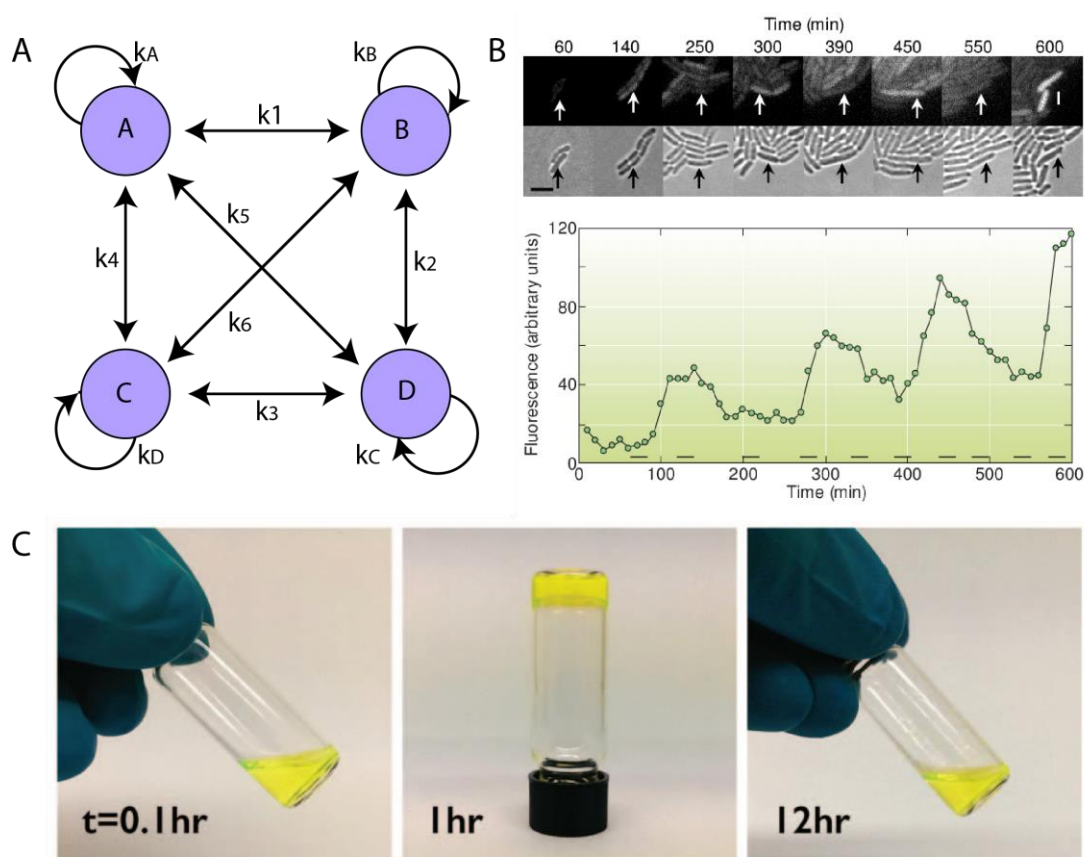 A
kA
kB
A
k1
B
k4
k5
k2
k6
C
k3
D
kD
kC
B
Time (min)
60 140 250 300 390 450 550 600
Fluorescence (arbitrary units)
120
80
40
0
0 100 200 300 400 500 600
Time (min)
C
t=0.1hr
1hr
12hr